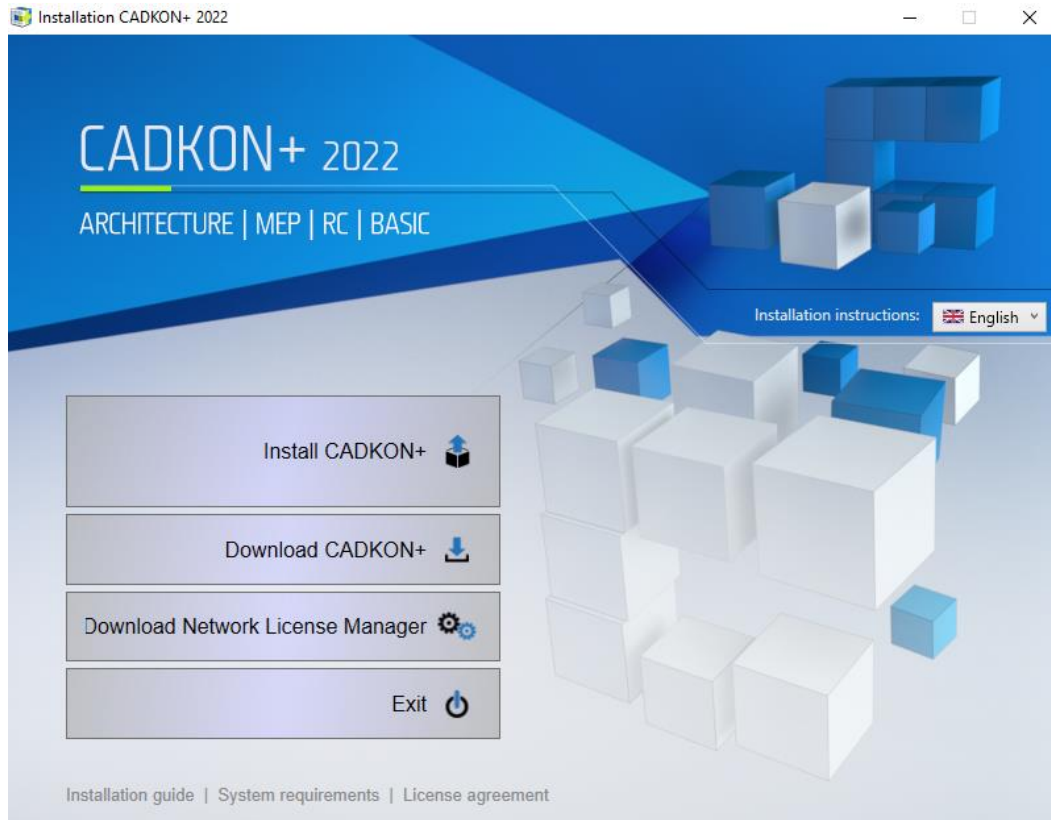 Installation CADKON+ 2022
CADKON+ 2022
ARCHITECTURE | MEP | RC | BASIC
Installation instructions: English
Install CADKON+
Download CADKON+
Download Network License Manager
Exit
Installation guide | System requirements | License agreement